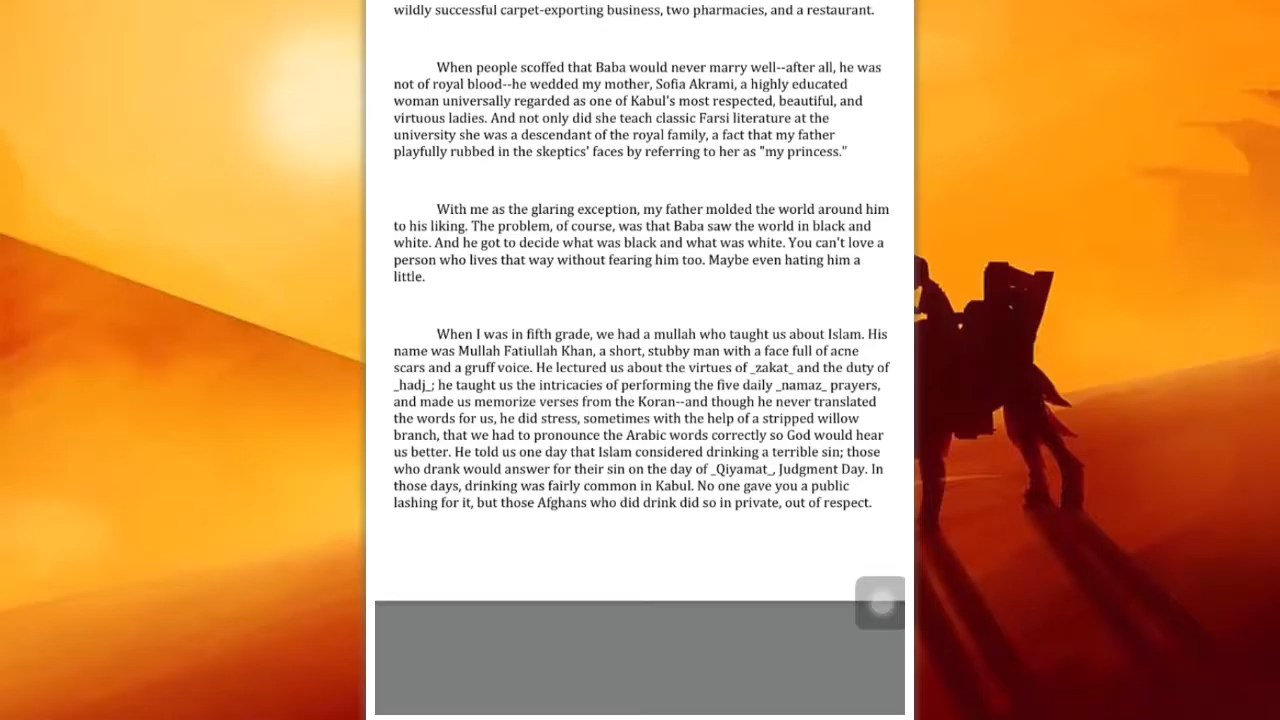 wildly successful carpet-exporting business, two pharmacies, and a restaurant.
When people scoffed that Baba would never marry well--after all, he was
not of royal blood--he wedded my mother, Sofia Akrami, a highly educated
woman universally regarded as one of Kabul's most respected, beautiful, and
virtuous ladies. And not only did she teach classic Farsi literature at the
university she was a descendant of the royal family, a fact that my father
playfully rubbed in the skeptics' faces by referring to her as "my princess."
With me as the glaring exception, my father molded the world around him
to his liking. The problem, of course, was that Baba saw the world in black and
white. And he got to decide what was black and what was white. You can't love a
person who lives that way without fearing him too. Maybe even hating him a
little.
When I was in fifth grade, we had a mullah who taught us about Islam. His
name was Mullah Fatiullah Khan, a short, stubby man with a face full of acne
scars and a gruff voice. He lectured us about the virtues of _zakat_ and the duty of
_hadj_; he taught us the intricacies of performing the five daily _namaz_ prayers,
and made us memorize verses from the Koran--and though he never translated
the words for us, he did stress, sometimes with the help of a stripped willow
branch, that we had to pronounce the Arabic words correctly so God would hear
us better. He told us one day that Islam considered drinking a terrible sin; those
who drank would answer for their sin on the day of _Qiyamat_, Judgment Day. In
those days, drinking was fairly common in Kabul. No one gave you a public
lashing for it, but those Afghans who did drink did so in private, out of respect.